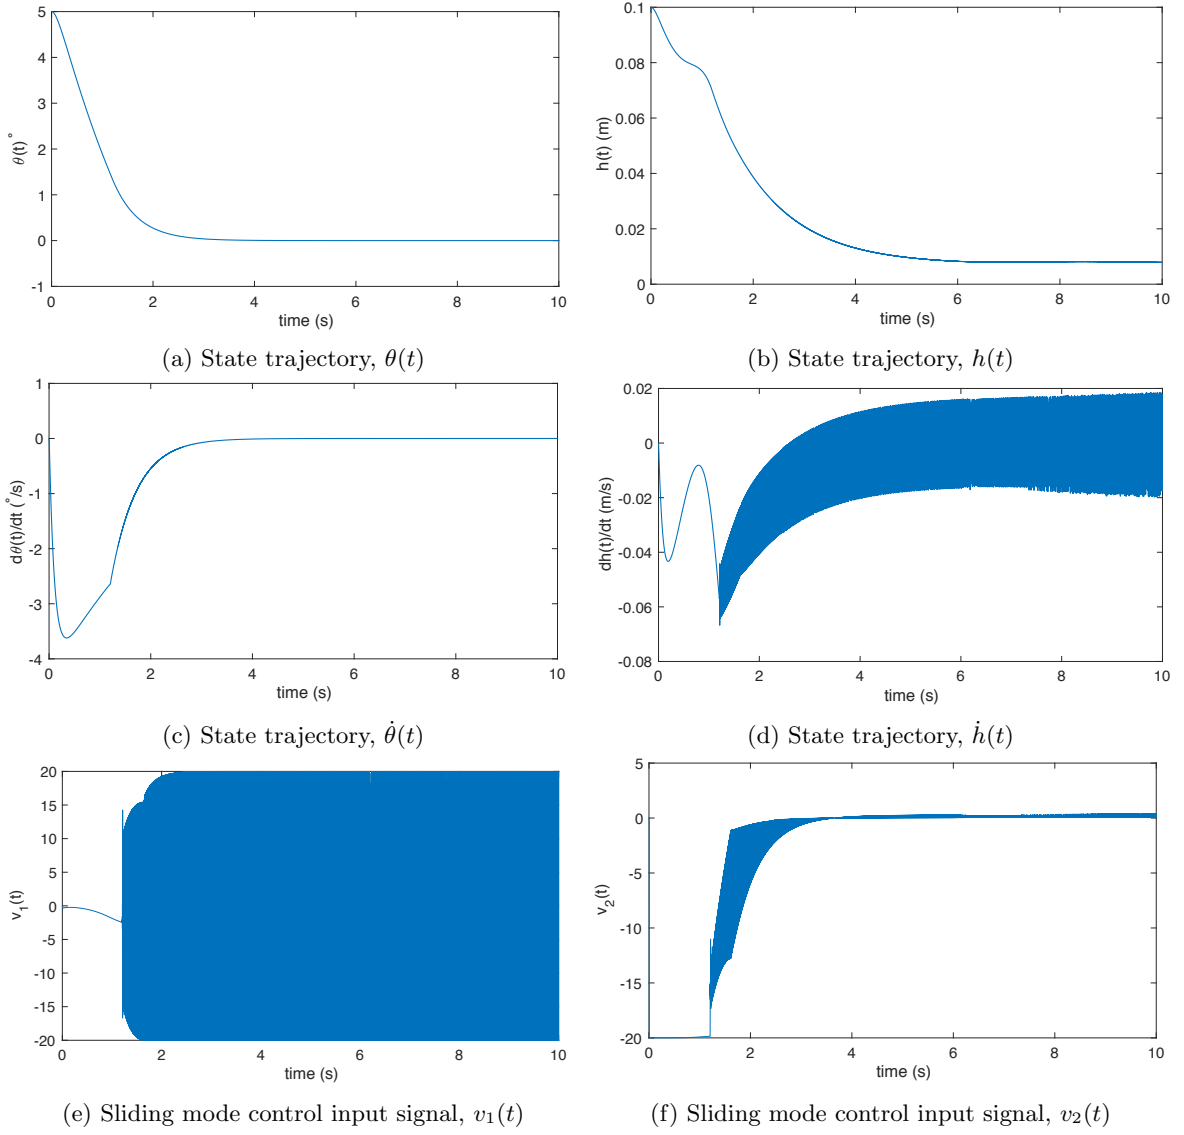 5
4
3
2
1
0
-1
θ(t) °
0 2 4 6 8 10
time (s)
(a) State trajectory, θ(t)
0.1
0.08
0.06
0.04
0.02
0
h(t) (m)
0 2 4 6 8 10
time (s)
(b) State trajectory, h(t)
1
0
-1
-2
-3
-4
dθ(t)/dt (°/s)
0 2 4 6 8 10
time (s)
(c) State trajectory, θ̇(t)
0.02
0
-0.02
-0.04
-0.06
-0.08
dh(t)/dt (m/s)
0 2 4 6 8 10
time (s)
(d) State trajectory, ḣ(t)
20
15
10
5
0
-5
-10
-15
-20
v₁(t)
0 2 4 6 8 10
time (s)
(e) Sliding mode control input signal, v₁(t)
5
0
-5
-10
-15
-20
v₂(t)
0 2 4 6 8 10
time (s)
(f) Sliding mode control input signal, v₂(t)